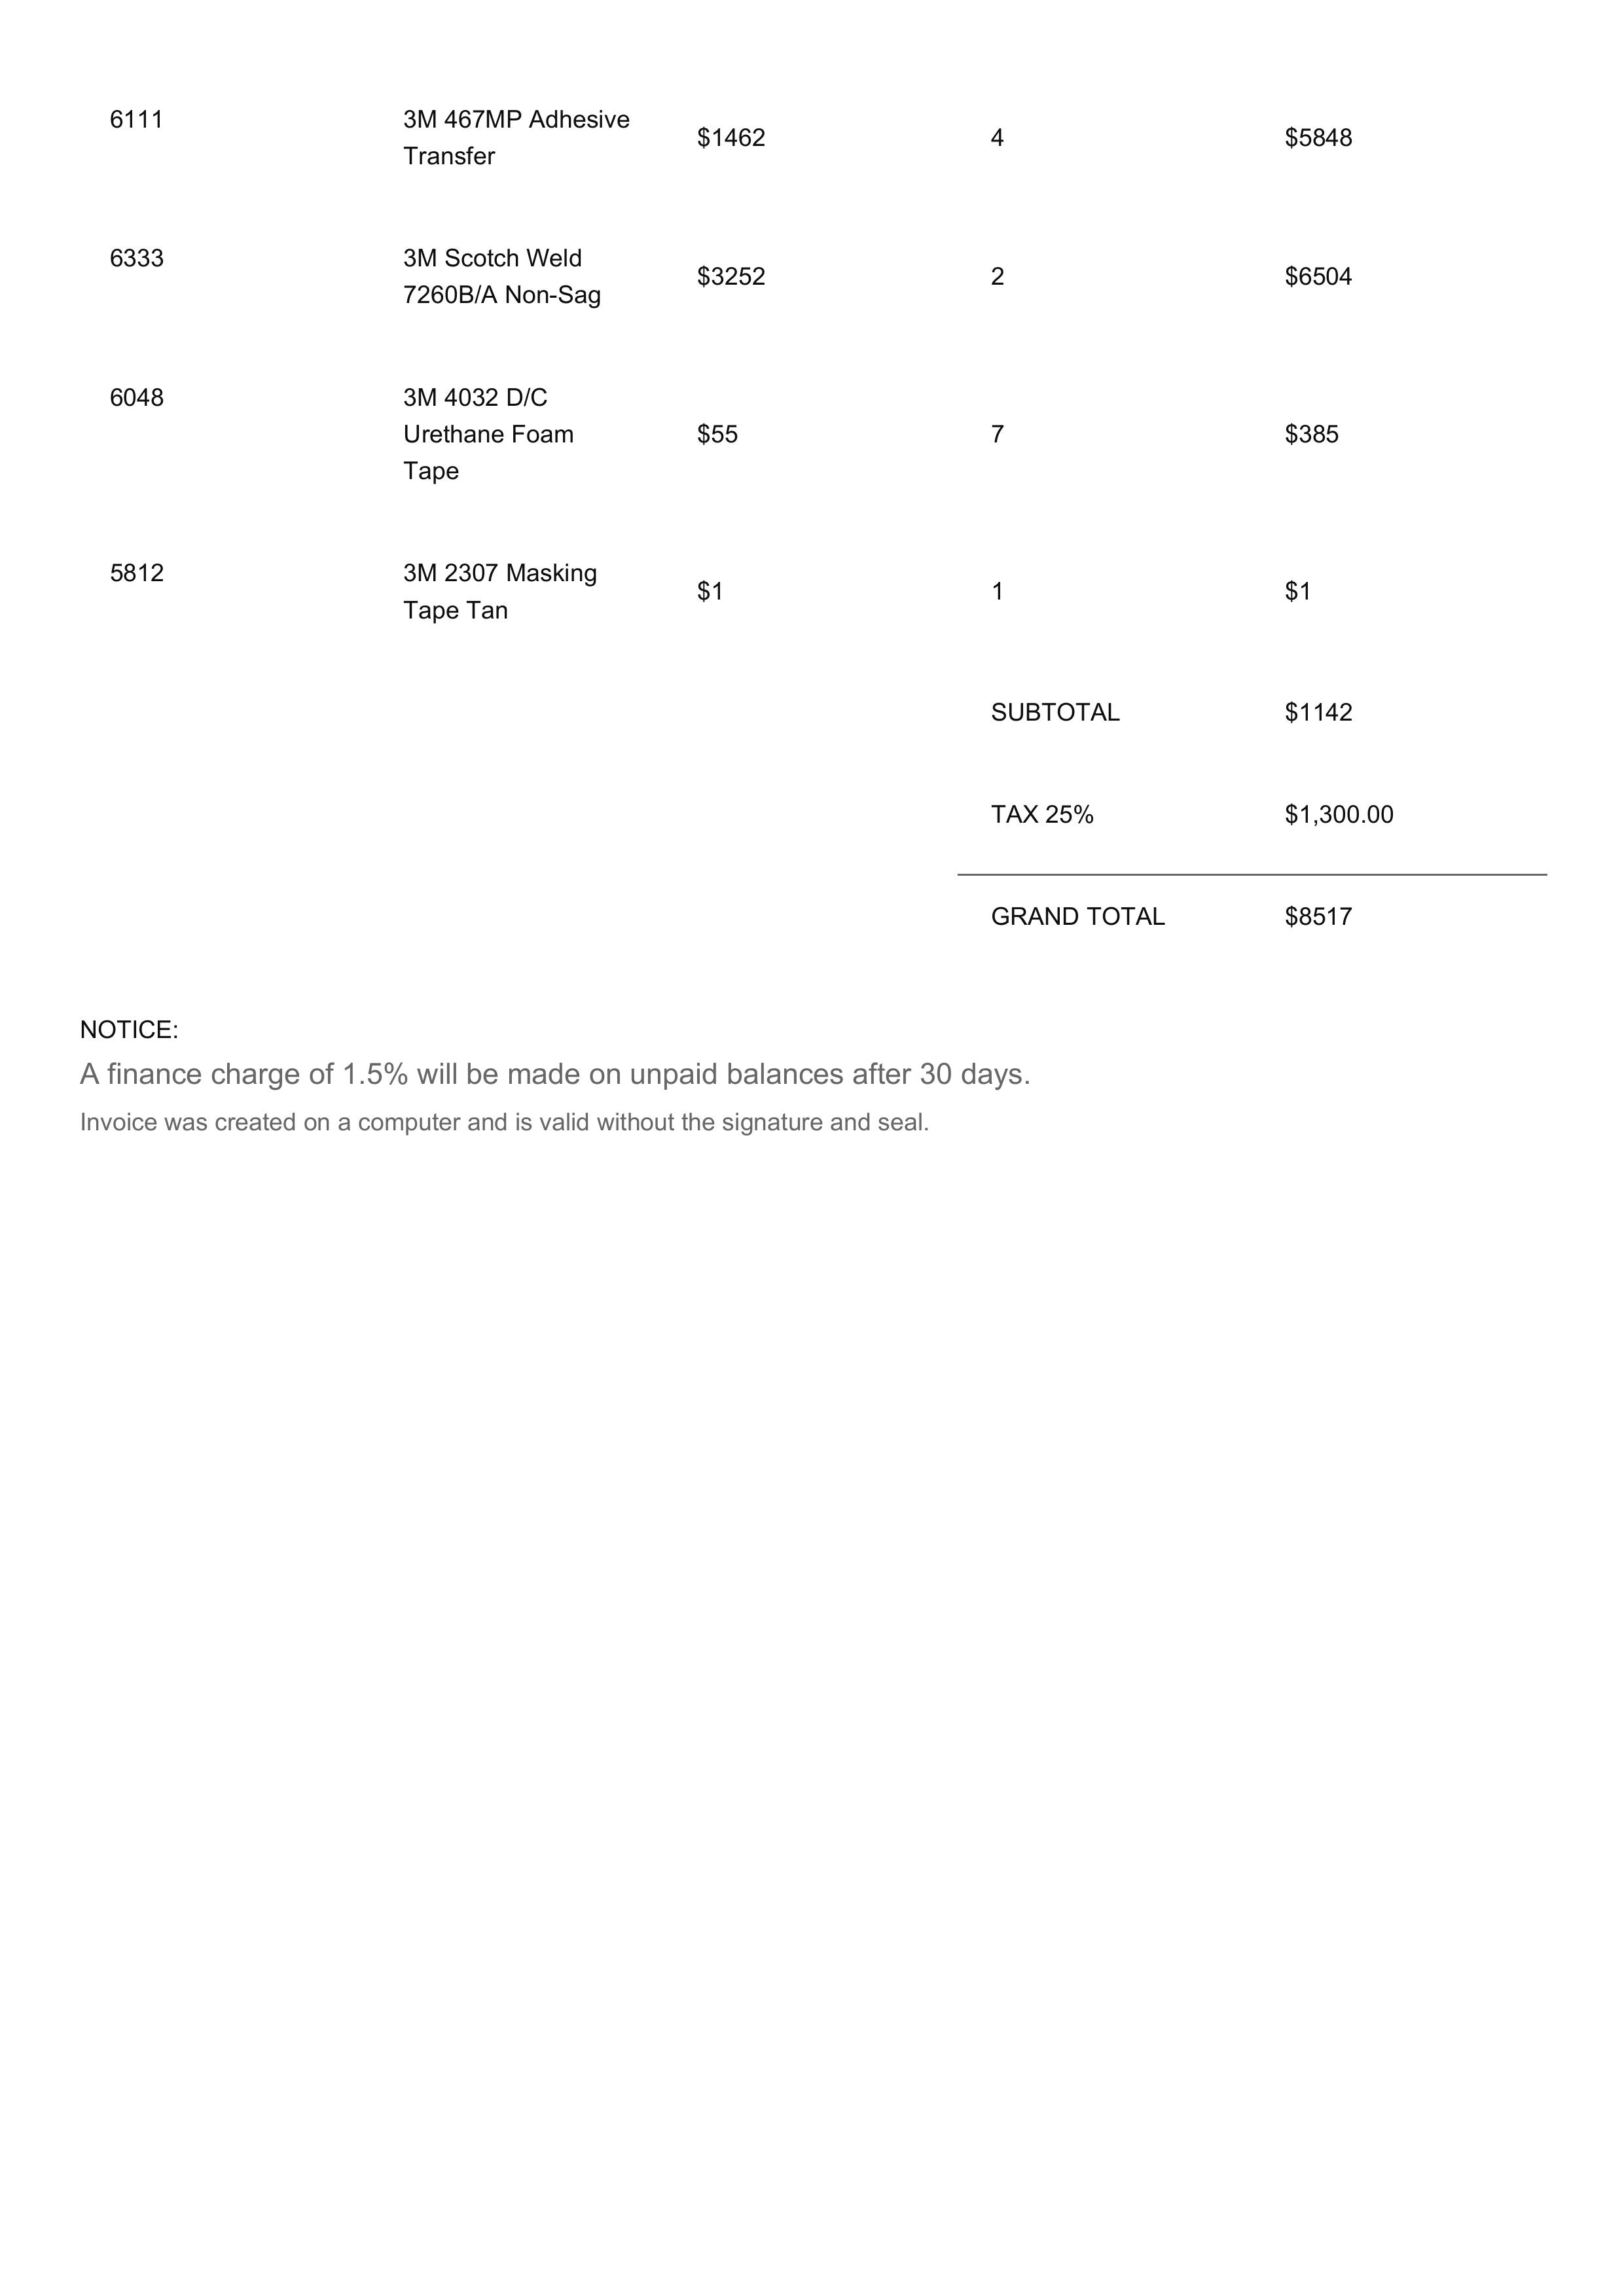 6111 3M 467MP Adhesive Transfer $1462 4 $5848
6333 3M Scotch Weld 7260B/A Non-Sag $3252 2 $6504
6048 3M 4032 D/C Urethane Foam Tape $55 7 $385
5812 3M 2307 Masking Tape Tan $1 1 $1
SUBTOTAL $1142
TAX 25% $1,300.00
GRAND TOTAL $8517
NOTICE:
A finance charge of 1.5% will be made on unpaid balances after 30 days.
Invoice was created on a computer and is valid without the signature and seal.